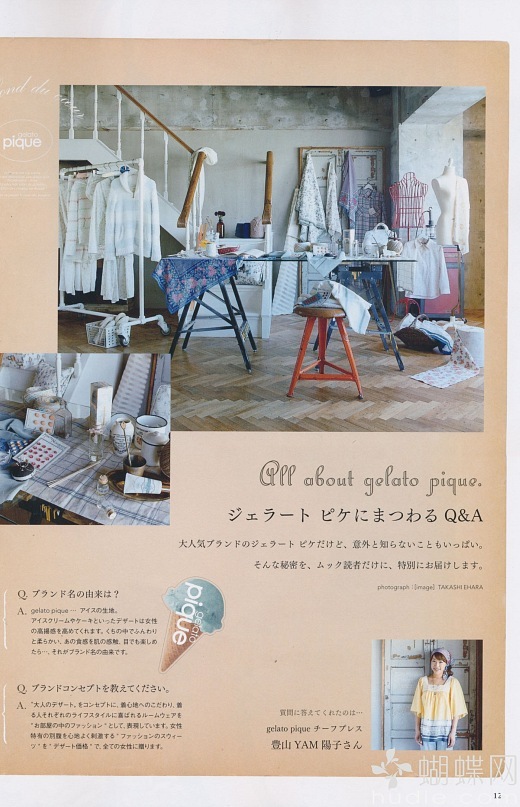 gelato
pique
All about gelato pique.
ジェラート ピケにまつわる Q&A
大人気ブランドのジェラート ピケだけど、意外と知らないこともいっぱい。
そんな秘密を、ムック読者だけに、特別にお届けします。
photograph : [image] TAKASHI EHARA
Q. ブランド名の由来は？
A. gelato pique … アイスの生地。
アイスクリームやケーキといったデザートは女性
の高揚感を高めてくれます。くちの中でふんわり
と柔らかい、あの食感を肌の感触、目でも楽しめ
たら…、それがブランド名の由来です。
gelato
pique
Q. ブランドコンセプトを教えてください。
A. "大人のデザート"をコンセプトに、着心地へのこだわり、着
る人それぞれのライフスタイルに喜ばれるルームウェアを
"お部屋の中のファッション"として、表現しています。女性
特有の別腹を心地よく刺激する"ファッションのスウィー
ツ"を"デザート価格"で、全ての女性に贈ります。
質問に答えてくれたのは…
gelato pique チーフプレス
豊山 YAM 陽子さん
蝴蝶网
12